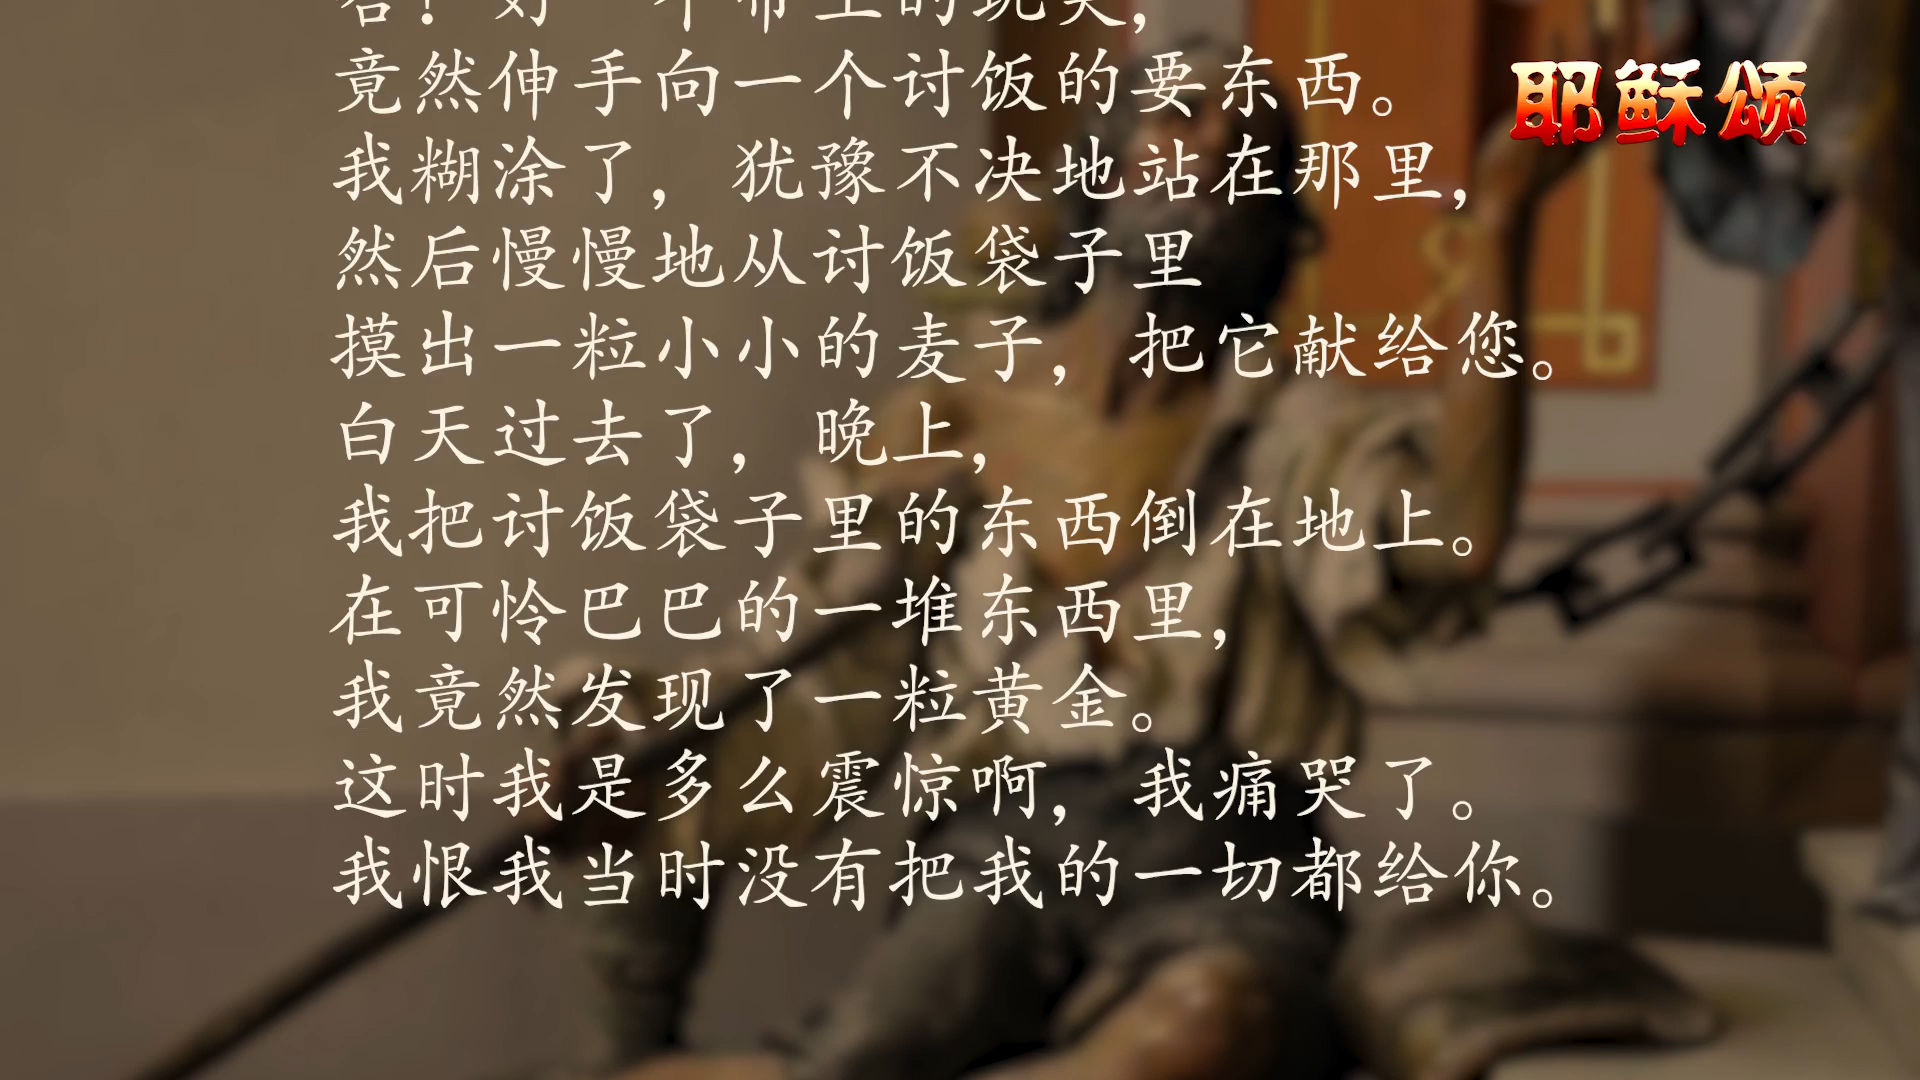 竟然伸手向一个讨饭的要东西。
耶稣颂
我糊涂了，犹豫不决地站在那里，
然后慢慢地从讨饭袋子里
摸出一粒小小的麦子，把它献给您。
白天过去了，晚上，
我把讨饭袋子里的东西倒在地上。
在可怜巴巴的一堆东西里，
我竟然发现了一粒黄金。
这时我是多么震惊啊，我痛哭了。
我恨我当时没有把我的一切都给你。